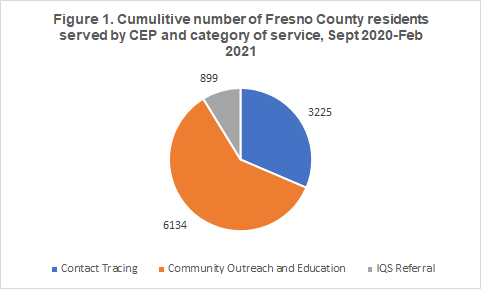 Figure 1. Cumulitive number of Fresno County residents
served by CEP and category of service, Sept 2020-Feb
2021
899
3225
6134
Contact Tracing
Community Outreach and Education
IQS Referral